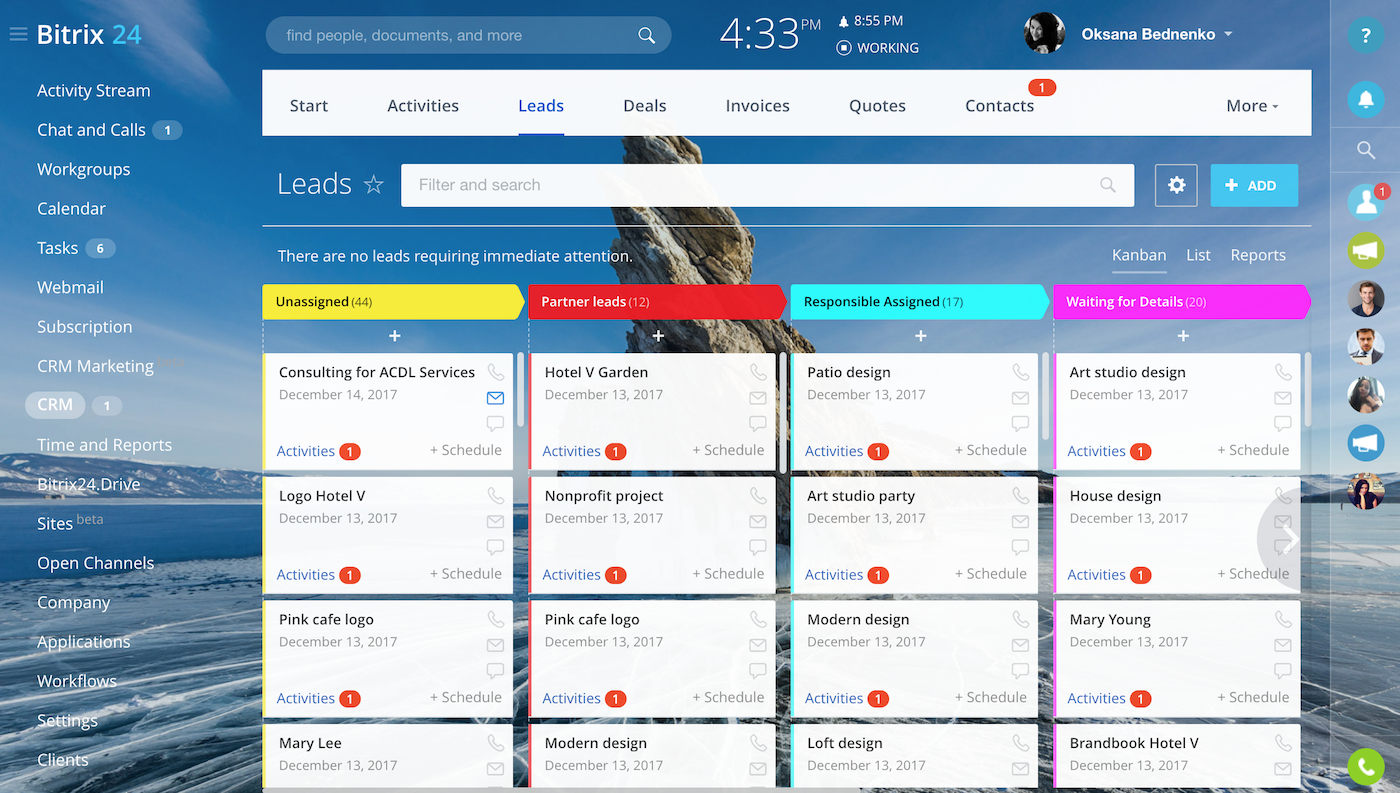 Bitrix 24
find people, documents, and more
4:33 PM
8:55 PM
WORKING
Oksana Bednenko
?
Activity Stream
Chat and Calls 1
Workgroups
Calendar
Tasks 6
Webmail
Subscription
CRM Marketing
CRM 1
Time and Reports
Bitrix24.Drive
Sites beta
Open Channels
Company
Applications
Workflows
Settings
Clients
Start Activities Leads Deals Invoices Quotes Contacts 1 More
Leads
Filter and search
+ ADD
1
There are no leads requiring immediate attention.
Kanban List Reports
Unassigned (44) Partner leads (12) Responsible Assigned (17) Waiting for Details (20)
+ + + +
Consulting for ACDL Services Hotel V Garden Patio design Art studio design
December 14, 2017 December 13, 2017 December 13, 2017 December 13, 2017
Activities 1 + Schedule Activities 1 + Schedule Activities 1 + Schedule Activities 1 + Schedule
Logo Hotel V Nonprofit project Art studio party House design
December 13, 2017 December 13, 2017 December 13, 2017 December 13, 2017
Activities 1 + Schedule Activities 1 + Schedule Activities 1 + Schedule Activities 1 + Schedule
Pink cafe logo Pink cafe logo Modern design Mary Young
December 13, 2017 December 13, 2017 December 13, 2017 December 13, 2017
Activities 1 + Schedule Activities 1 + Schedule Activities 1 + Schedule Activities 1 + Schedule
Mary Lee Modern design Loft design Brandbook Hotel V
December 13, 2017 December 13, 2017 December 13, 2017 December 13, 2017